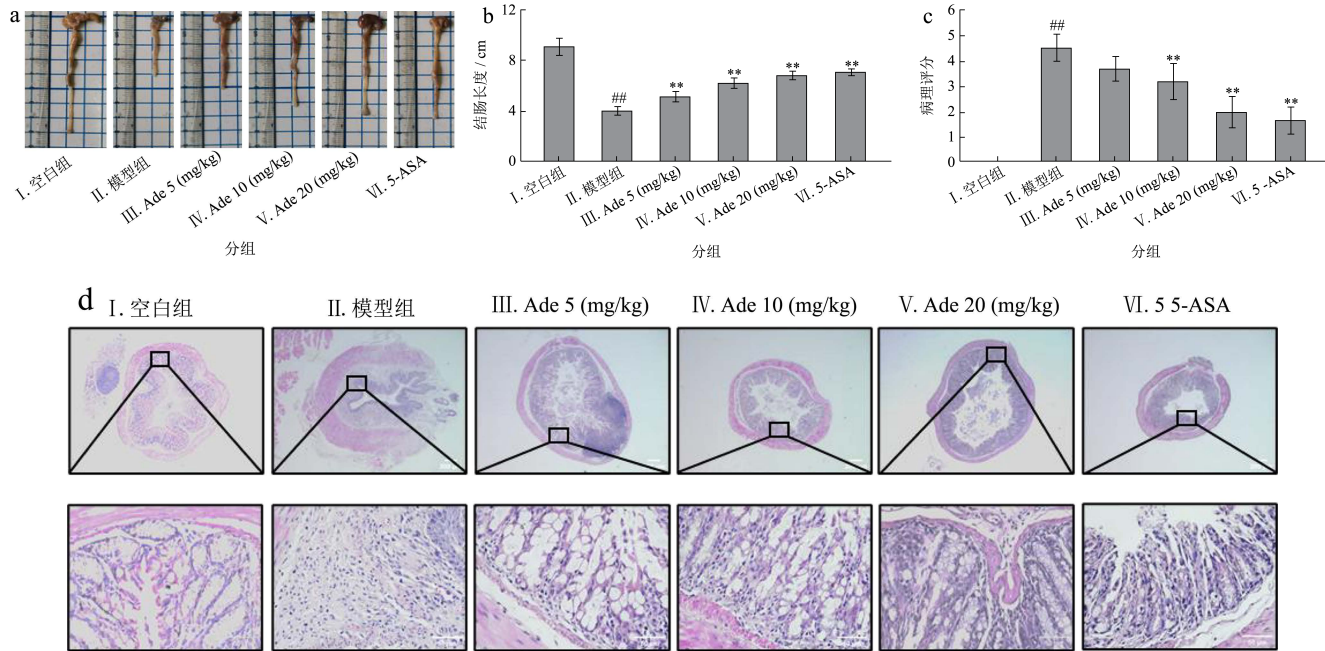 a
I. 空白组
II. 模型组
III. Ade 5 (mg/kg)
IV. Ade 10 (mg/kg)
V. Ade 20 (mg/kg)
VI. 5-ASA
分组
b
结肠长度 / cm
12
8
4
0
##
**
**
**
**
I. 空白组
II. 模型组
III. Ade 5 (mg/kg)
IV. Ade 10 (mg/kg)
V. Ade 20 (mg/kg)
VI. 5-ASA
分组
c
病理评分
6
5
4
3
2
1
0
##
**
**
**
I. 空白组
II. 模型组
III. Ade 5 (mg/kg)
IV. Ade 10 (mg/kg)
V. Ade 20 (mg/kg)
VI. 5-ASA
分组
d
I. 空白组
II. 模型组
III. Ade 5 (mg/kg)
IV. Ade 10 (mg/kg)
V. Ade 20 (mg/kg)
VI. 5 5-ASA